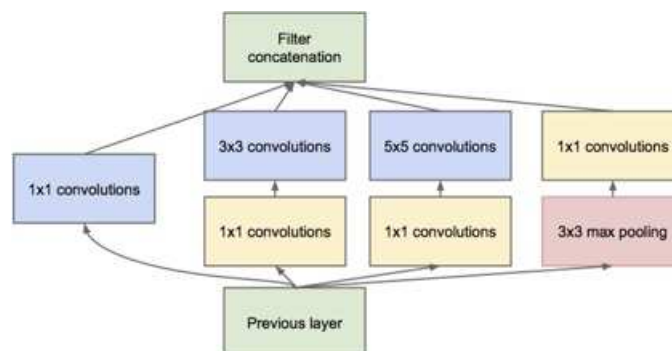 Filter
concatenation
3x3 convolutions
5x5 convolutions
1x1 convolutions
1x1 convolutions
1x1 convolutions
1x1 convolutions
3x3 max pooling
Previous layer